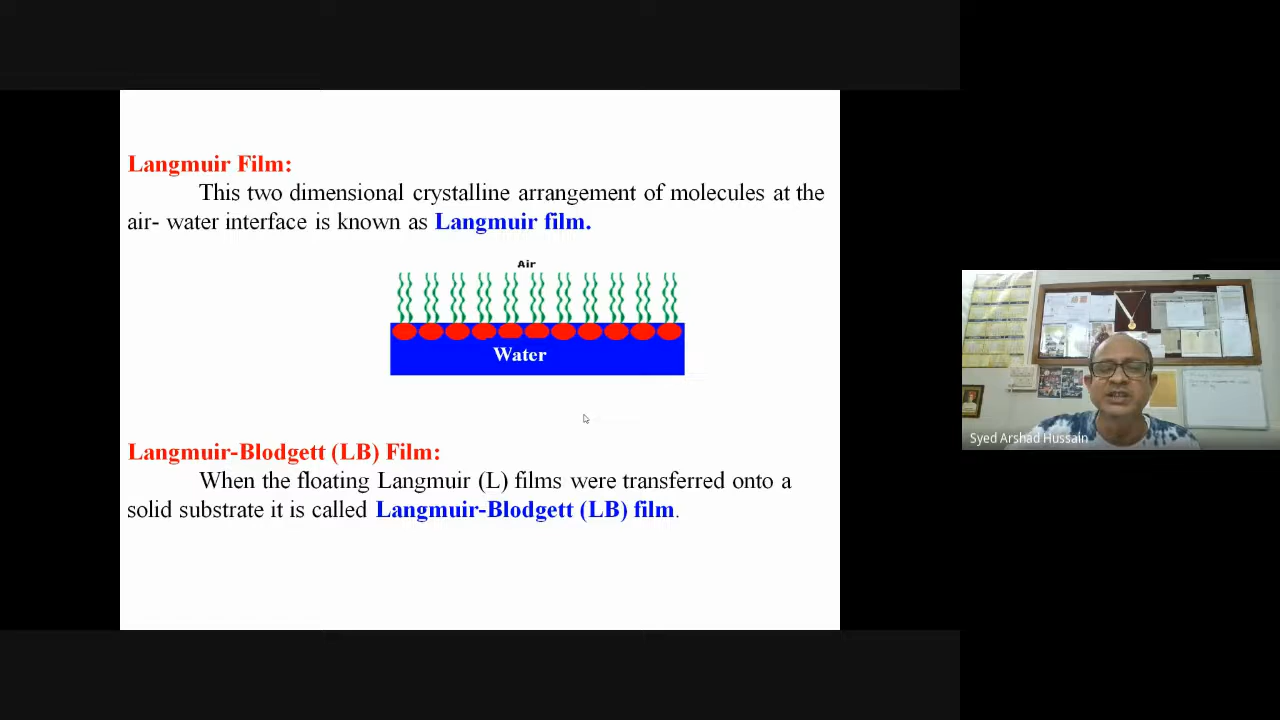 Langmuir Film:
This two dimensional crystalline arrangement of molecules at the
air- water interface is known as Langmuir film.
Air
Water
Langmuir-Blodgett (LB) Film:
When the floating Langmuir (L) films were transferred onto a
solid substrate it is called Langmuir-Blodgett (LB) film.
Syed Arshad Hussain